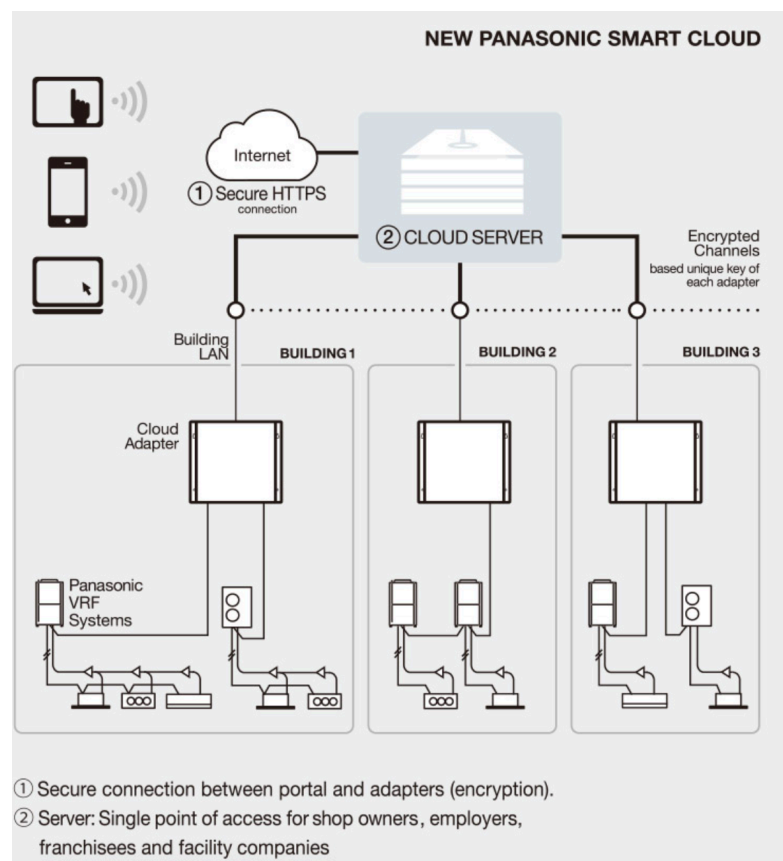 NEW PANASONIC SMART CLOUD
Internet
① Secure HTTPS
connection
② CLOUD SERVER
Encrypted
Channels
based unique key of
each adapter
Building
LAN
BUILDING 1
BUILDING 2
BUILDING 3
Cloud
Adapter
Panasonic
VRF
Systems
① Secure connection between portal and adapters (encryption).
② Server: Single point of access for shop owners, employers,
franchisees and facility companies